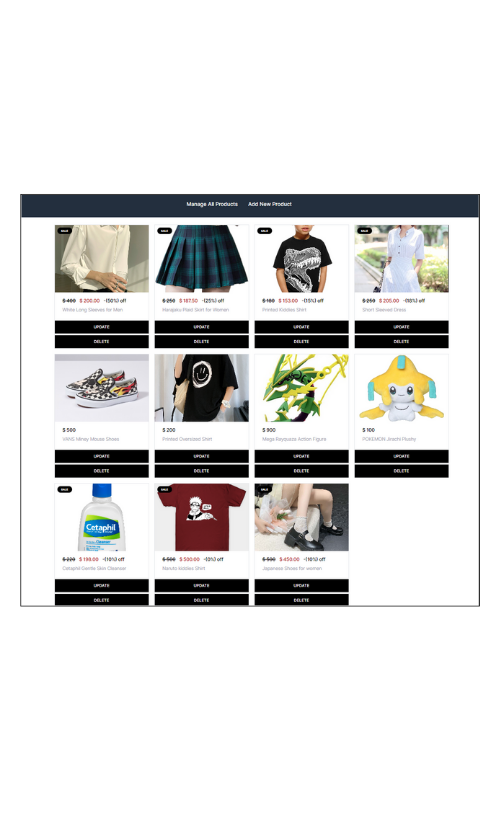 Manage All Products Add New Product
SALE SALE SALE SALE
$ 400 $ 200.00 -(50%) off $ 250 $ 187.50 -(25%) off $ 180 $ 153.00 -(15%) off $ 250 $ 205.00 -(18%) off
White Long Sleeves for Men Harajuku Plaid Skirt for Women Printed Kiddies Shirt Short Sleeved Dress
UPDATE UPDATE UPDATE UPDATE
DELETE DELETE DELETE DELETE
$ 500 $ 200 $ 900 $ 100
VANS Mikey Mouse Shoes Printed Oversized Shirt Mega Rayquaza Action Figure POKEMON Jirachi Plushy
UPDATE UPDATE UPDATE UPDATE
DELETE DELETE DELETE DELETE
SALE SALE SALE
Cetaphil
$ 220 $ 198.00 -(10%) off $ 500 $ 500.00 -(0%) off $ 500 $ 450.00 -(10%) off
Cetaphil Gentle Skin Cleanser Naruto kiddies Shirt Japanese Shoes for women
UPDATE UPDATE UPDATE
DELETE DELETE DELETE